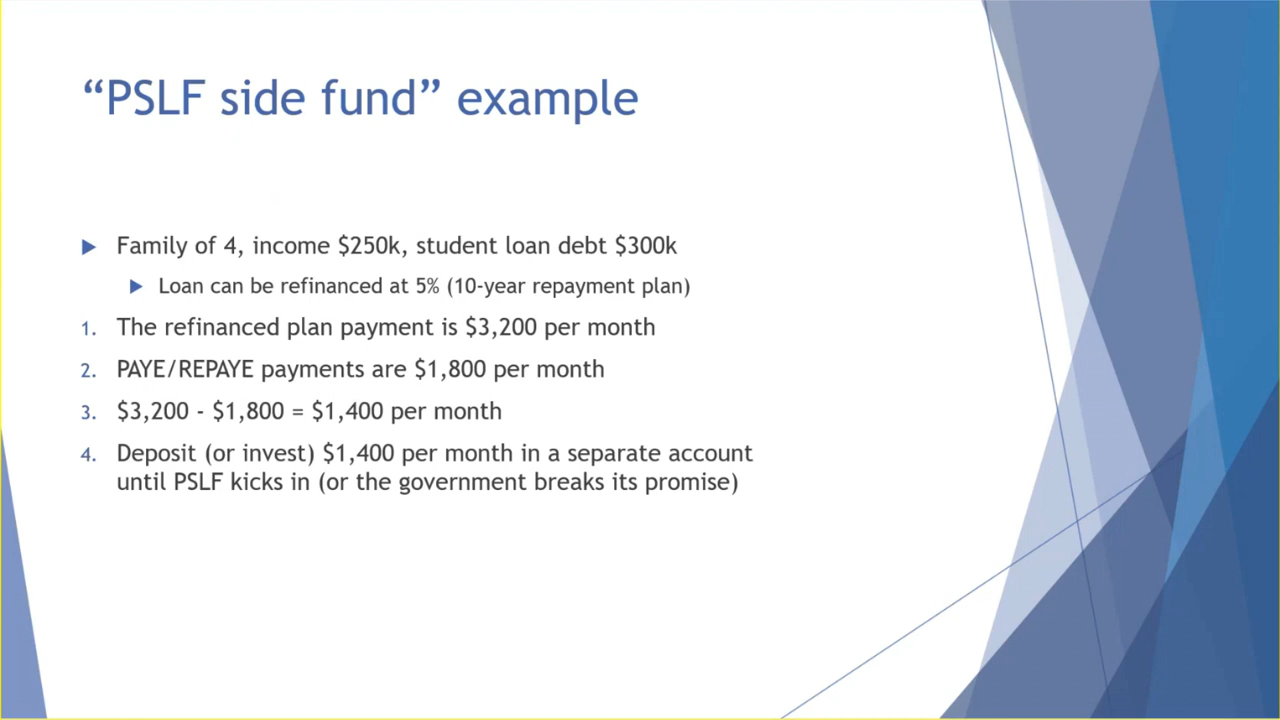 “PSLF side fund” example
Family of 4, income $250k, student loan debt $300k
Loan can be refinanced at 5% (10-year repayment plan)
1. The refinanced plan payment is $3,200 per month
2. PAYE/REPAYE payments are $1,800 per month
3. $3,200 - $1,800 = $1,400 per month
4. Deposit (or invest) $1,400 per month in a separate account
until PSLF kicks in (or the government breaks its promise)